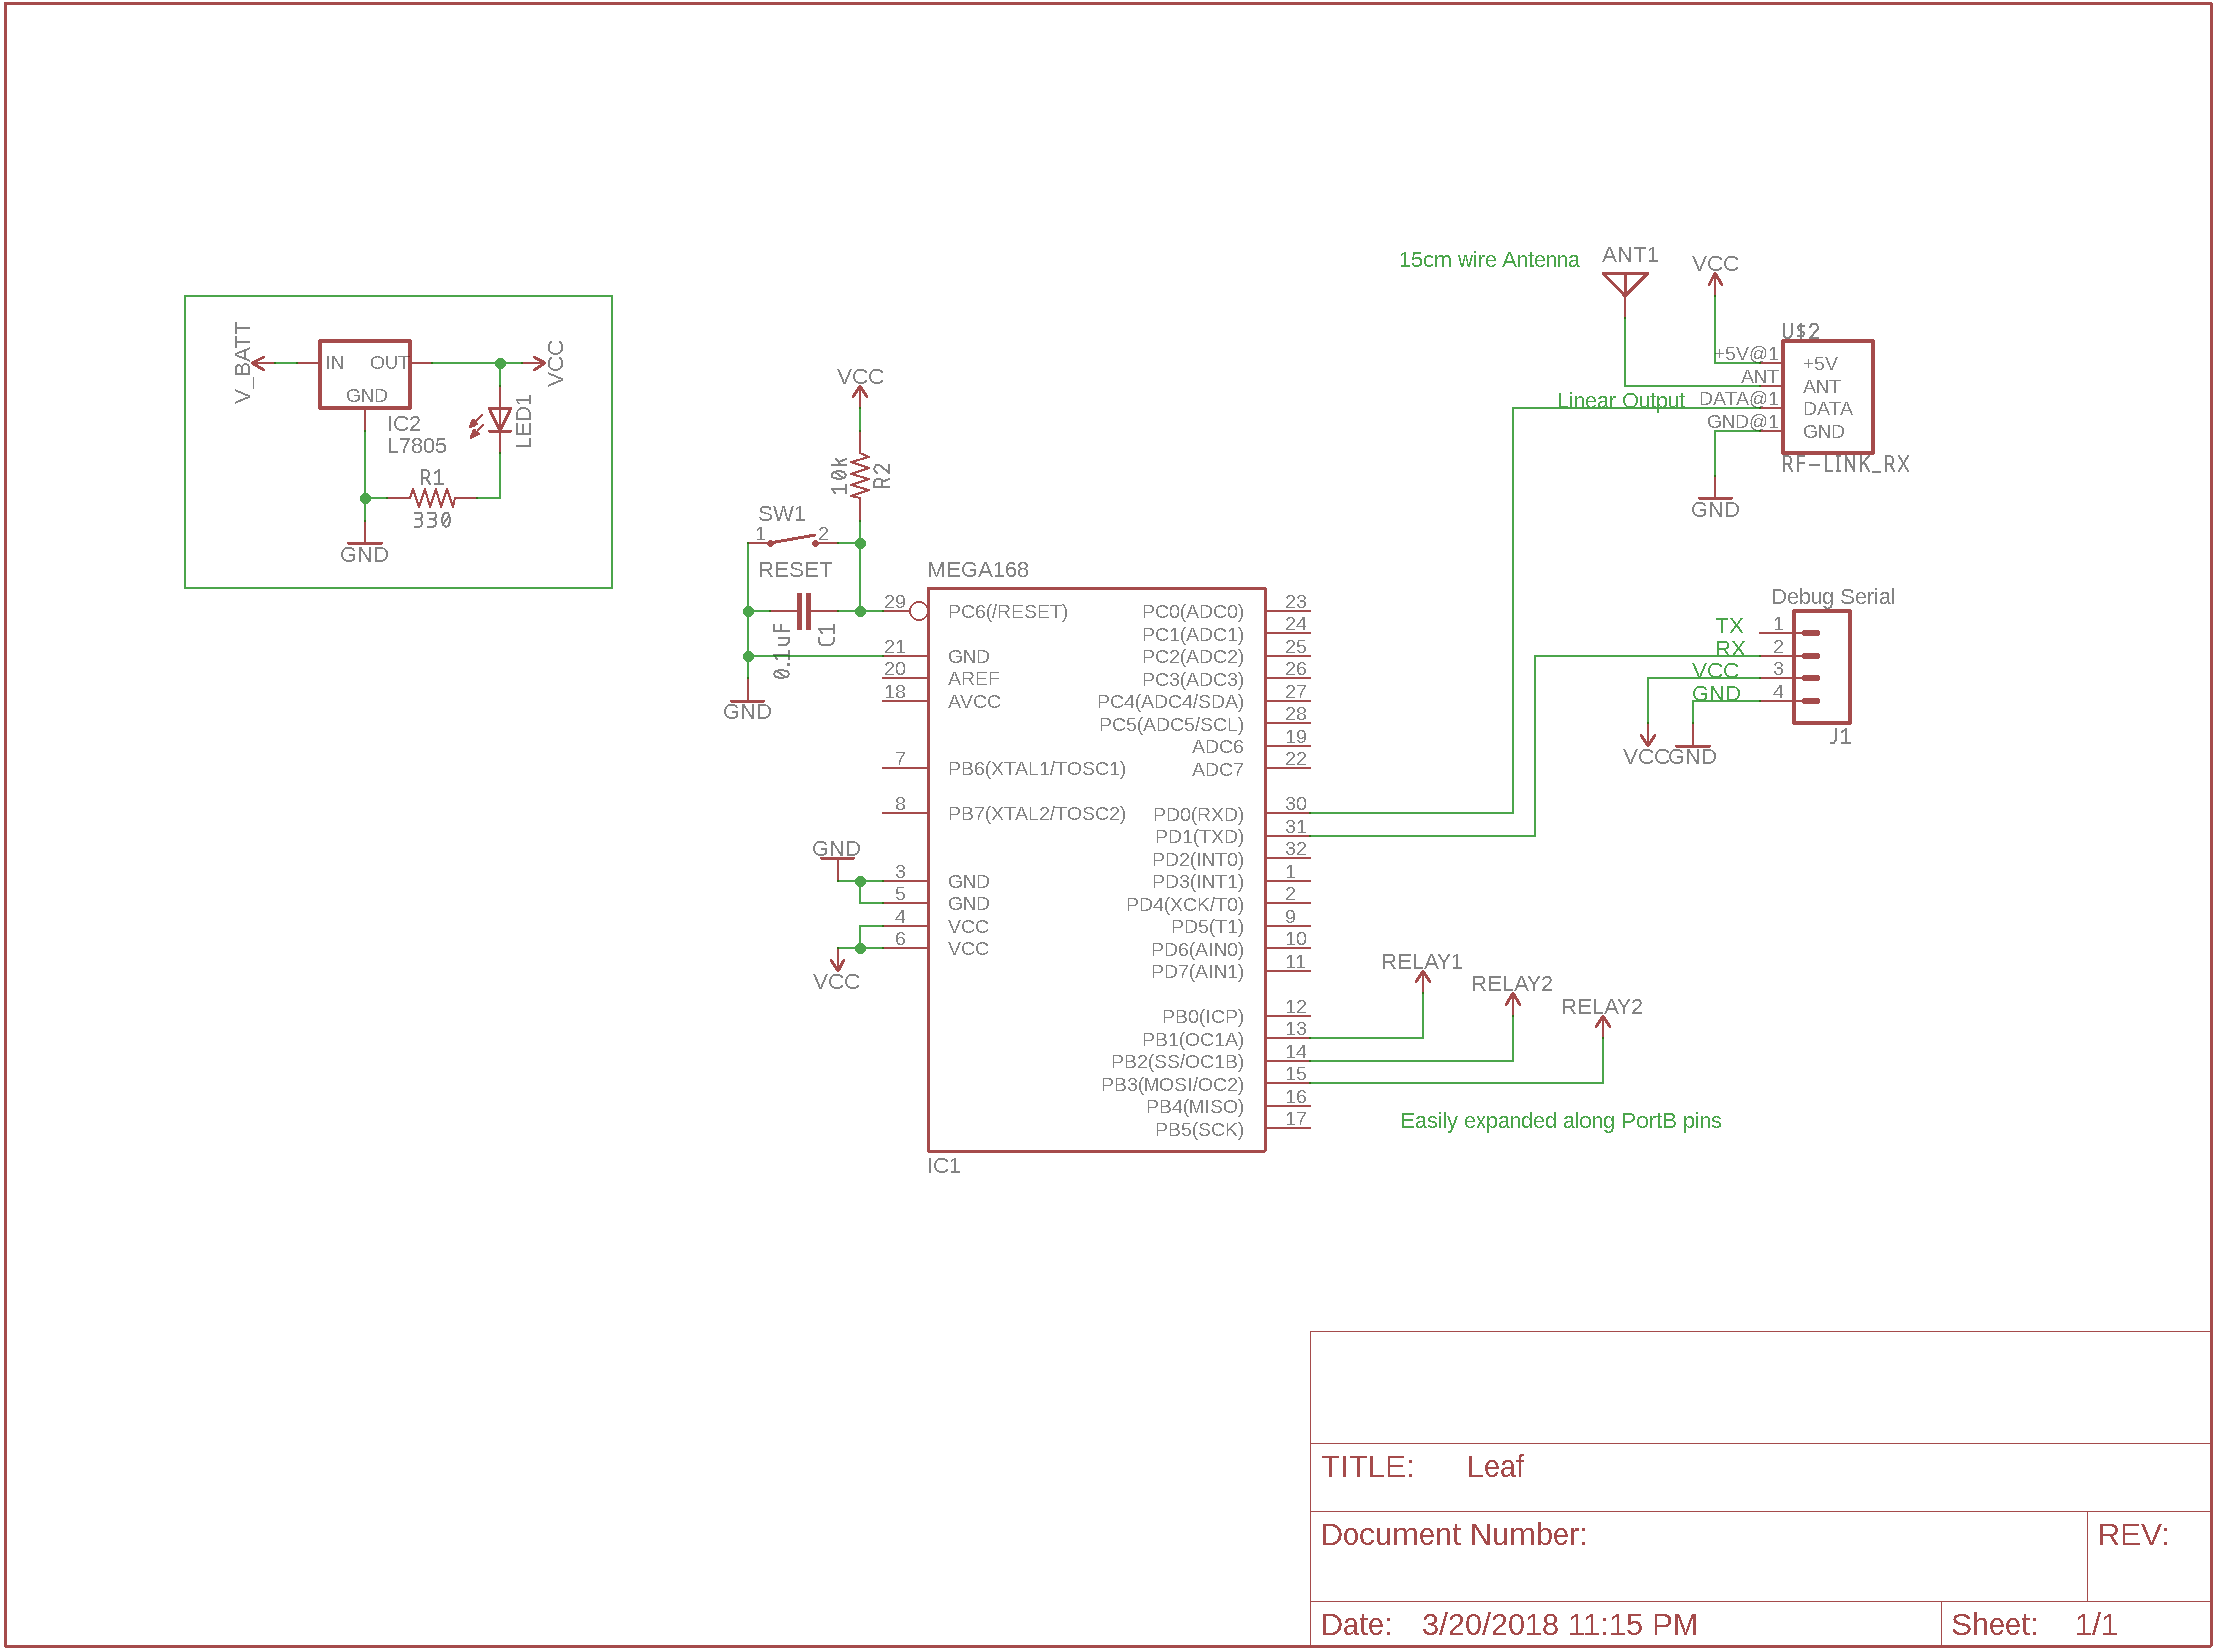 V_BATT
IN
OUT
GND
VCC
IC2
L7805
LED1
R1
330
GND
VCC
10k
R2
SW1
1
2
RESET
0.1uF
C1
GND
MEGA168
29
PC6(/RESET)
21
GND
20
AREF
18
AVCC
7
PB6(XTAL1/TOSC1)
8
PB7(XTAL2/TOSC2)
GND
3
GND
5
GND
4
VCC
6
VCC
VCC
PC0(ADC0)
23
PC1(ADC1)
24
PC2(ADC2)
25
PC3(ADC3)
26
PC4(ADC4/SDA)
27
PC5(ADC5/SCL)
28
ADC6
19
ADC7
22
PD0(RXD)
30
PD1(TXD)
31
PD2(INT0)
32
PD3(INT1)
1
PD4(XCK/T0)
2
PD5(T1)
9
PD6(AIN0)
10
PD7(AIN1)
11
PB0(ICP)
12
PB1(OC1A)
13
PB2(SS/OC1B)
14
PB3(MOSI/OC2)
15
PB4(MISO)
16
PB5(SCK)
17
IC1
15cm wire Antenna
ANT1
VCC
U$2
+5V@1
+5V
ANT
ANT
Linear Output
DATA@1
DATA
GND@1
GND
RF-LINK_RX
GND
Debug Serial
TX
1
RX
2
VCC
3
GND
4
J1
VCC
GND
RELAY1
RELAY2
RELAY2
Easily expanded along PortB pins
TITLE: Leaf
Document Number:
REV:
Date: 3/20/2018 11:15 PM
Sheet: 1/1